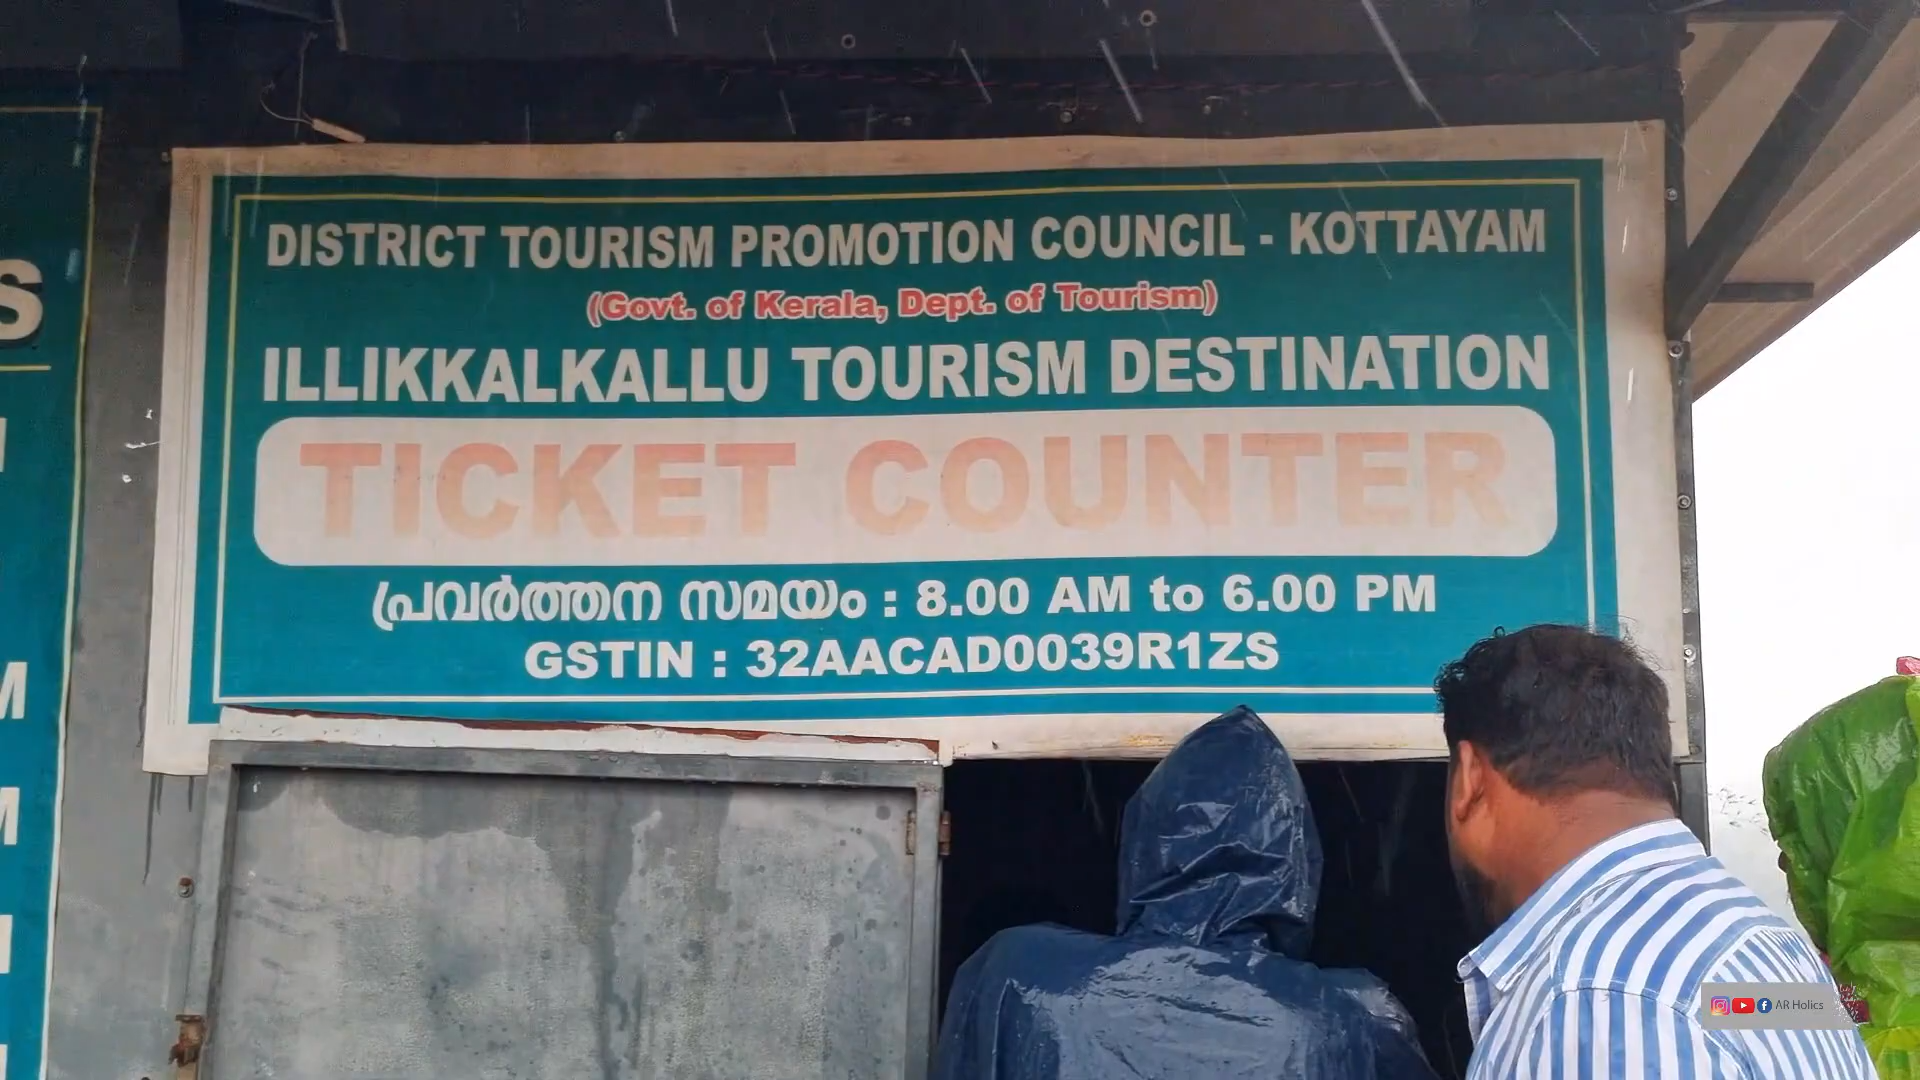 DISTRICT TOURISM PROMOTION COUNCIL - KOTTAYAM
(Govt. of Kerala, Dept. of Tourism)
ILLIKKALKALLU TOURISM DESTINATION
TICKET COUNTER
പ്രവർത്തന സമയം : 8.00 AM to 6.00 PM
GSTIN : 32AACAD0039R1ZS
AR Holics